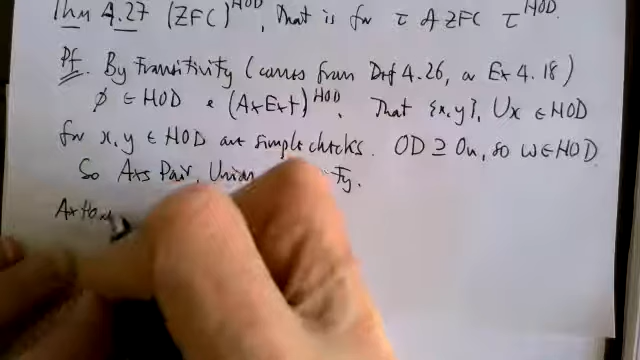 Thm 4.27 (ZFC)^HOD, That is for τ A ZFC τ^HOD.
Pf. By Transitivity (comes from Def 4.26, or Ex 4.18)
∅ ∈ HOD & (AxExt)^HOD. That {x,y}, Ux ∈ HOD
for x,y ∈ HOD are simple checks. OD ⊇ On, so ω ∈ HOD
So Axs Pair, Union